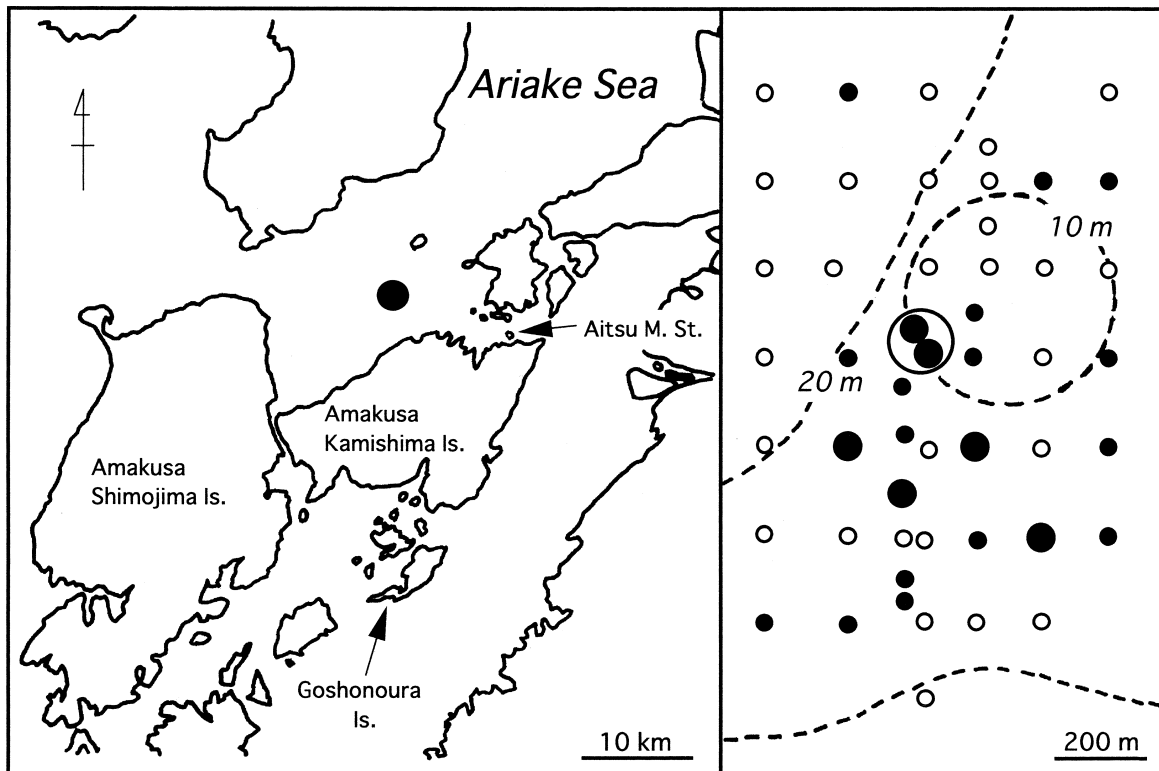 Ariake Sea
Aitsu M. St.
Amakusa
Kamishima Is.
Amakusa
Shimojima Is.
Goshonoura
Is.
10 km
10 m
20 m
200 m